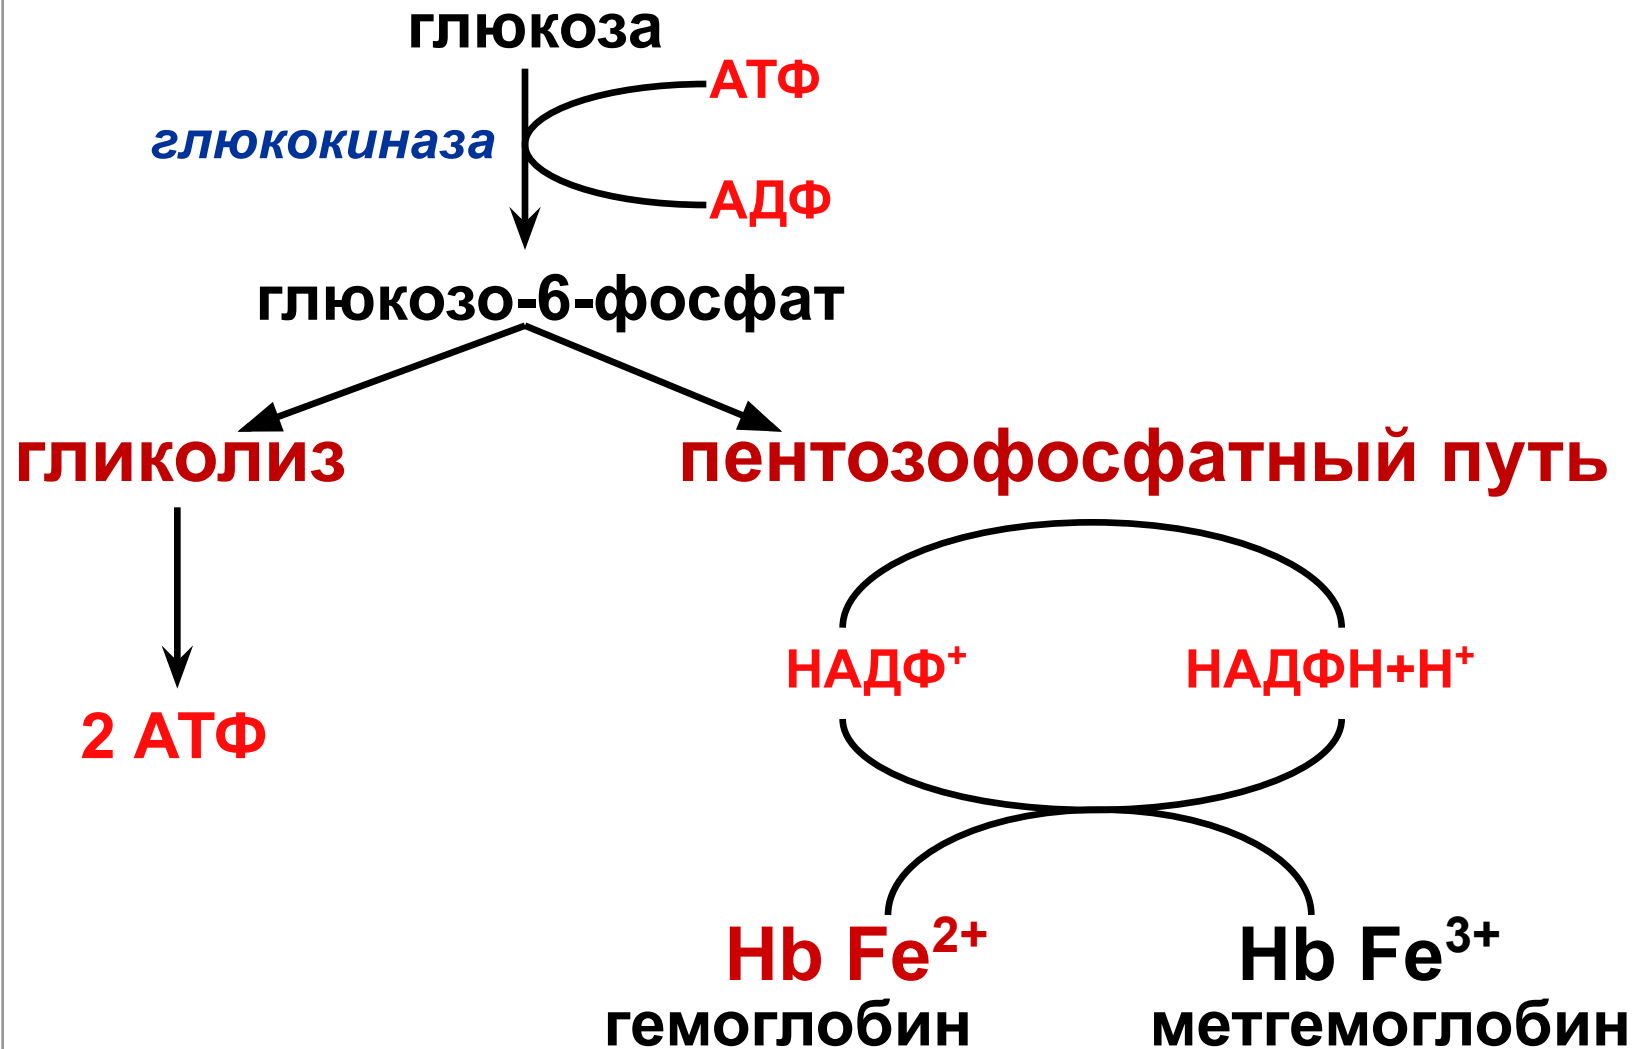 глюкоза
АТФ
глюкокиназа
АДФ
глюкозо-6-фосфат
гликолиз
пентозофосфатный путь
НАДФ⁺
НАДФН+Н⁺
2 АТФ
Hb Fe²⁺
Hb Fe³⁺
гемоглобин
метгемоглобин